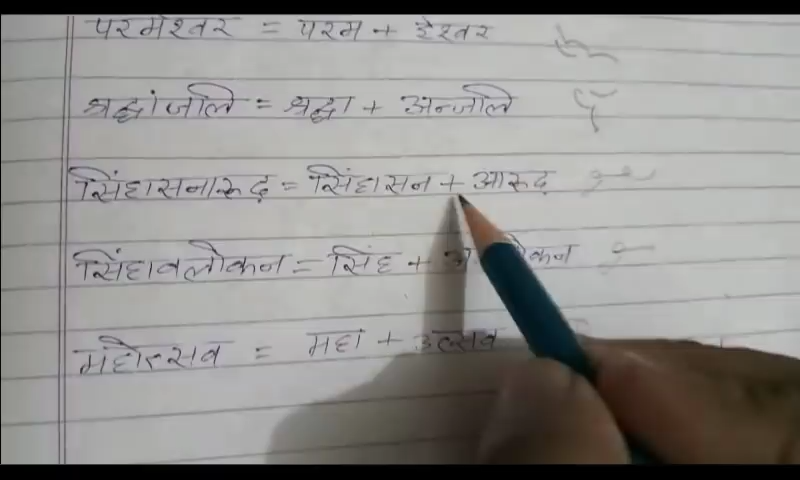 परमेश्वर = परम + ईश्वर
श्रद्धांजलि = श्रद्धा + अन्जलि
सिंहासनारूढ़ = सिंहासन + आरूढ़
सिंहावलोकन = सिंह + लोकन
महोत्सव = महा + उत्सव